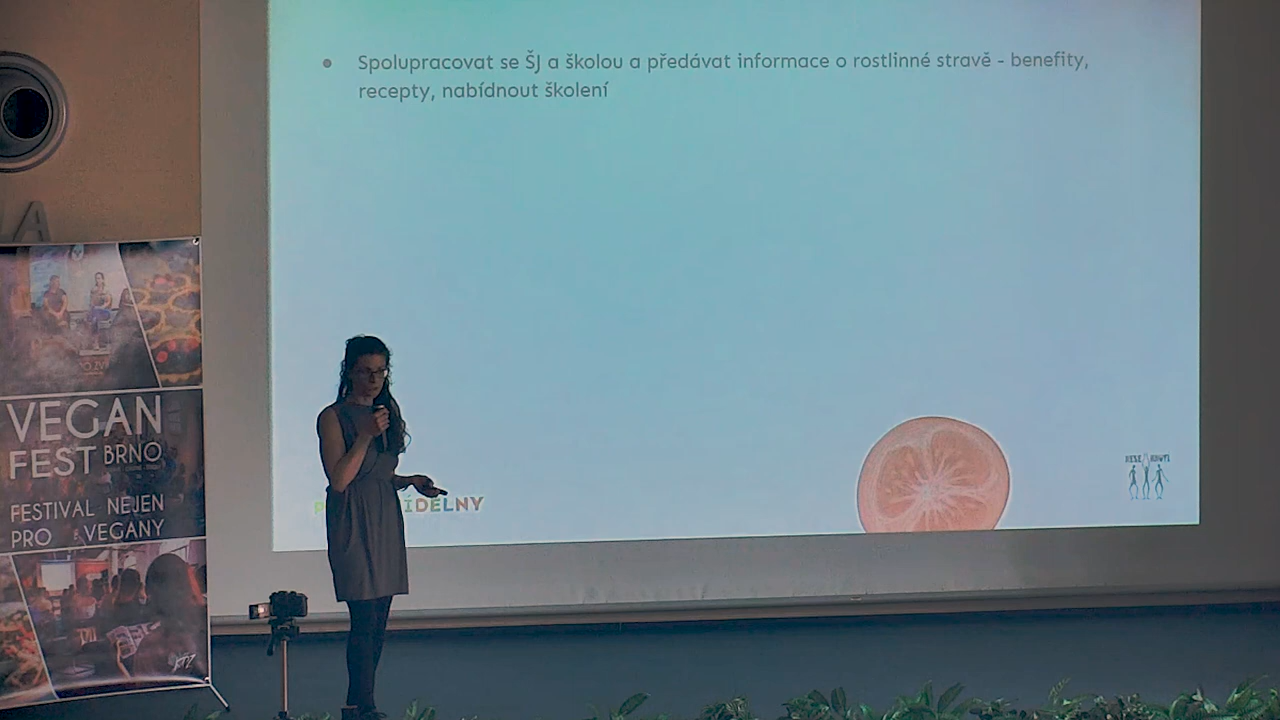 Spolupracovat se ŠJ a školou a předávat informace o rostlinné stravě - benefity,
recepty, nabídnout školení
A
VEGAN
FEST BRNO
FESTIVAL NEJEN
PRO VEGANY
ÍDELNY